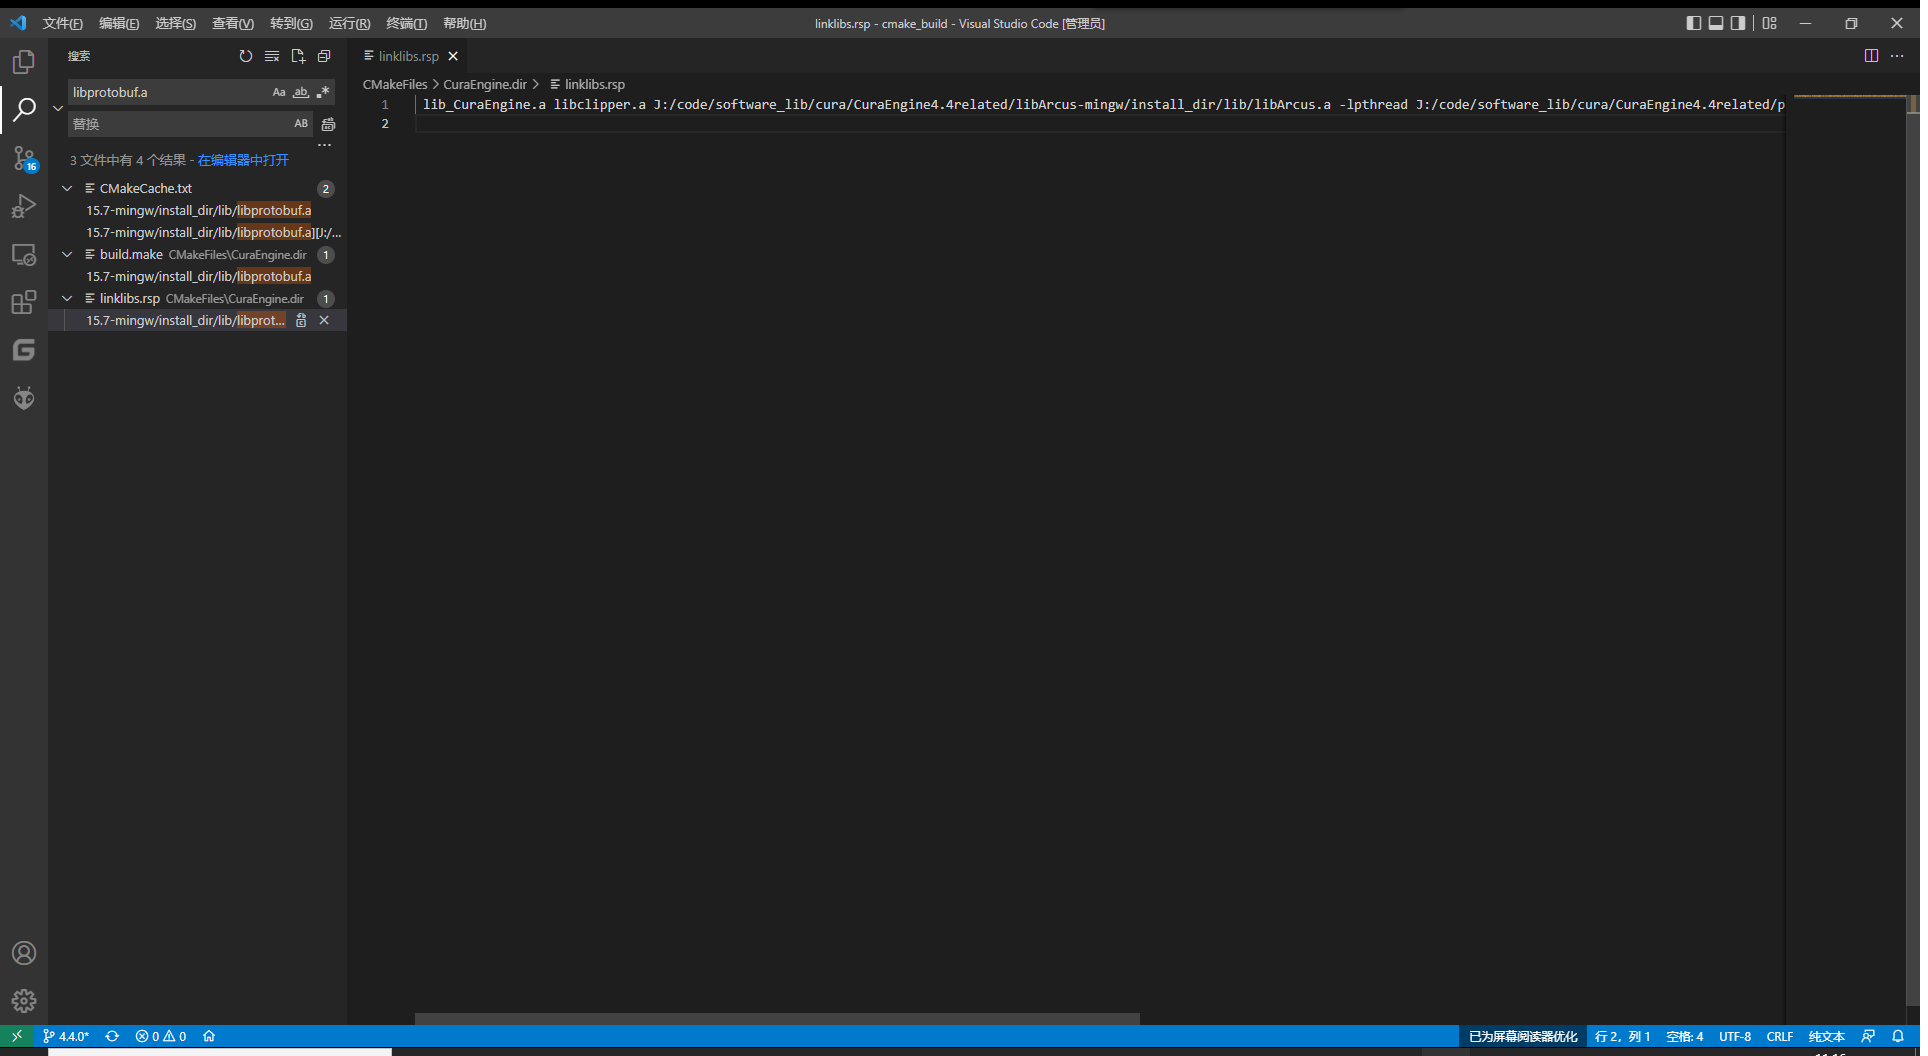 文件(F) 编辑(E) 选择(S) 查看(V) 转到(G) 运行(R) 终端(T) 帮助(H)
linklibs.rsp - cmake_build - Visual Studio Code [管理员]
搜索
libprotobuf.a
Aa ab
替换
AB
3 文件中有 4 个结果 - 在编辑器中打开
CMakeCache.txt 2
15.7-mingw/install_dir/lib/libprotobuf.a
15.7-mingw/install_dir/lib/libprotobuf.a][J:/...
build.make CMakeFiles\CuraEngine.dir 1
15.7-mingw/install_dir/lib/libprotobuf.a
linklibs.rsp CMakeFiles\CuraEngine.dir 1
15.7-mingw/install_dir/lib/libprot...
16
linklibs.rsp
CMakeFiles > CuraEngine.dir > linklibs.rsp
1 lib_CuraEngine.a libclipper.a J:/code/software_lib/cura/CuraEngine4.4related/libArcus-mingw/install_dir/lib/libArcus.a -lpthread J:/code/software_lib/cura/CuraEngine4.4related/p
2
4.4.0* 0 0
已为屏幕阅读器优化 行 2，列 1 空格: 4 UTF-8 CRLF 纯文本